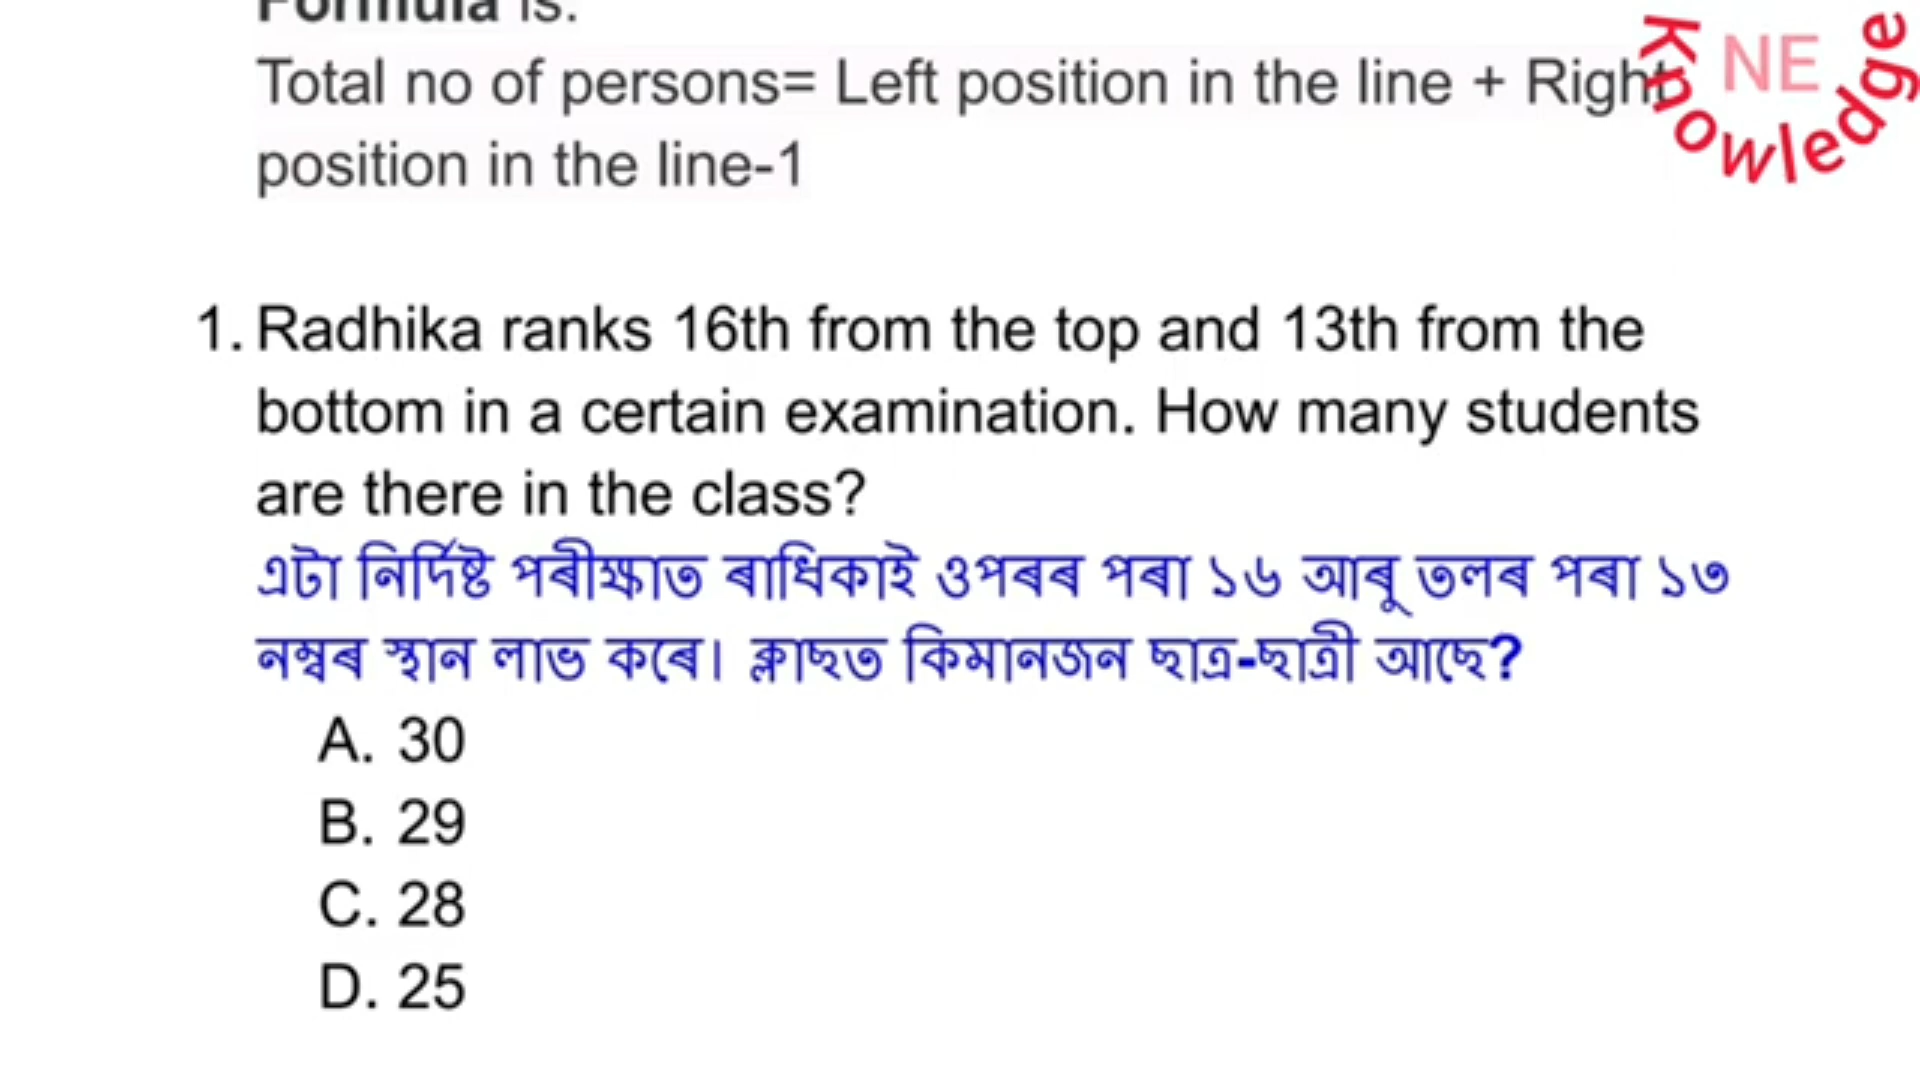 Formula is:
Total no of persons= Left position in the line + Right
position in the line-1
NE
Knowledge
1. Radhika ranks 16th from the top and 13th from the
bottom in a certain examination. How many students
are there in the class?
এটা নিৰ্দিষ্ট পৰীক্ষাত ৰাধিকাই ওপৰৰ পৰা ১৬ আৰু তলৰ পৰা ১৩
নম্বৰ স্থান লাভ কৰে। ক্লাছত কিমানজন ছাত্ৰ-ছাত্ৰী আছে?
A. 30
B. 29
C. 28
D. 25